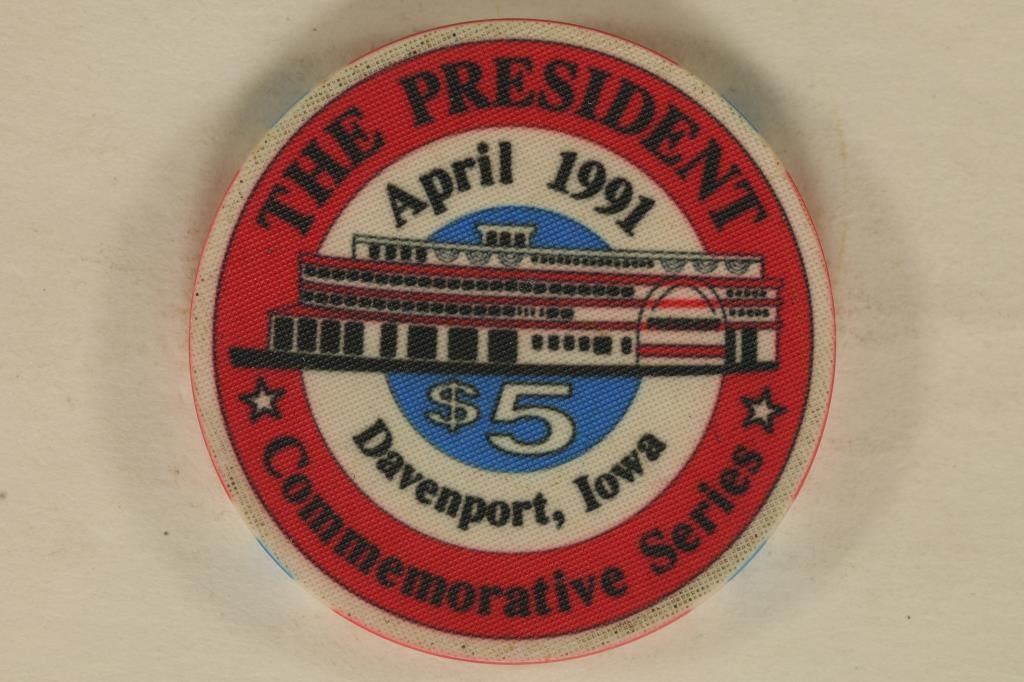 THE PRESIDENT
April 1991
$5
Davenport, Iowa
Commemorative Series